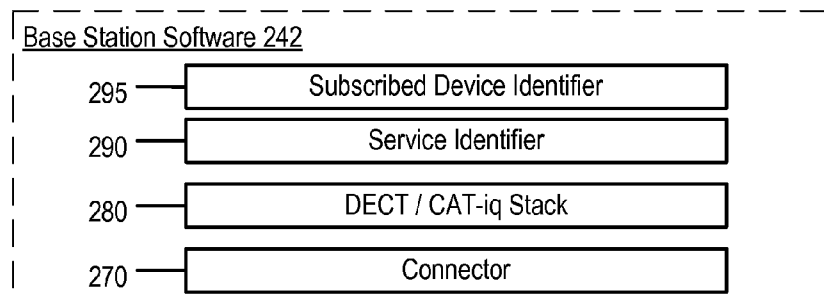 Base Station Software 242
295 Subscribed Device Identifier
290 Service Identifier
280 DECT / CAT-iq Stack
270 Connector